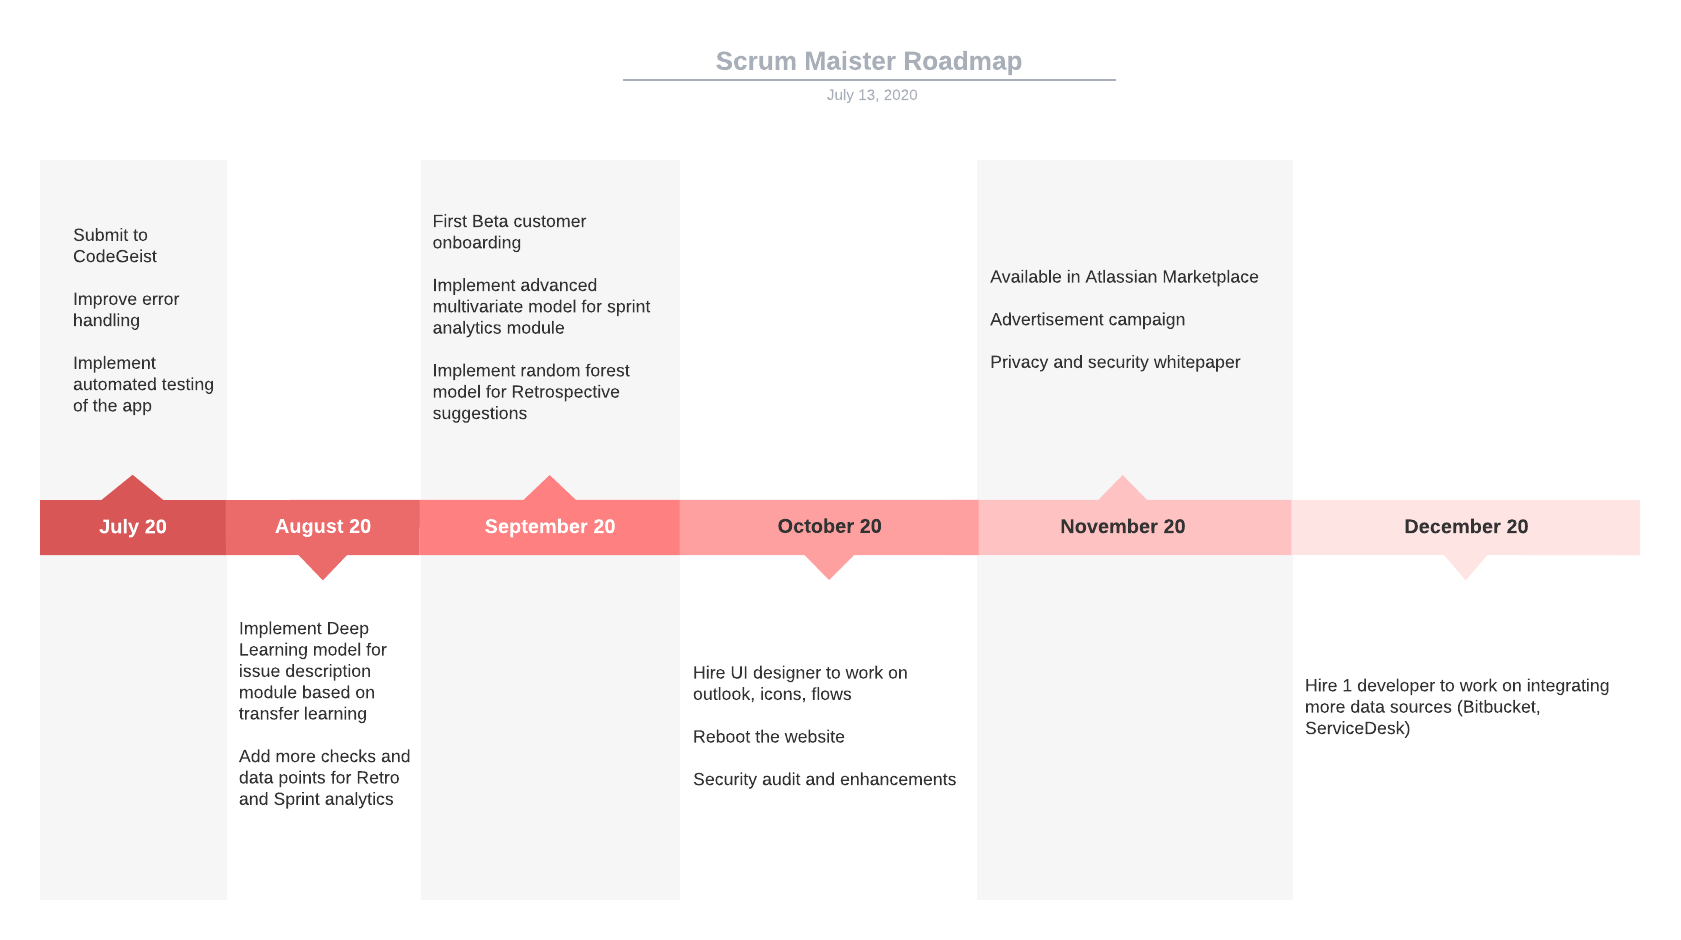 Scrum Maister Roadmap
July 13, 2020
Submit to
CodeGeist
Improve error
handling
Implement
automated testing
of the app
First Beta customer
onboarding
Implement advanced
multivariate model for sprint
analytics module
Implement random forest
model for Retrospective
suggestions
Available in Atlassian Marketplace
Advertisement campaign
Privacy and security whitepaper
July 20
August 20
September 20
October 20
November 20
December 20
Implement Deep
Learning model for
issue description
module based on
transfer learning
Add more checks and
data points for Retro
and Sprint analytics
Hire UI designer to work on
outlook, icons, flows
Reboot the website
Security audit and enhancements
Hire 1 developer to work on integrating
more data sources (Bitbucket,
ServiceDesk)